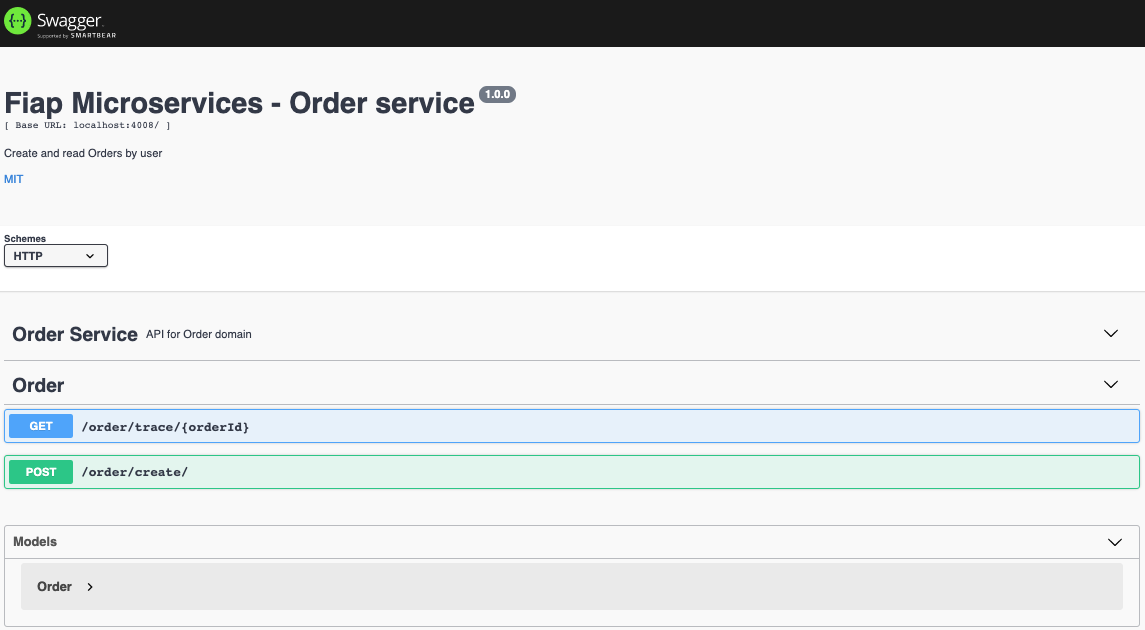 {···} Swagger.
Supported by SMARTBEAR
Fiap Microservices - Order service 1.0.0
[ Base URL: localhost:4008/ ]
Create and read Orders by user
MIT
Schemes
HTTP
Order Service API for Order domain
Order
GET /order/trace/{orderId}
POST /order/create/
Models
Order